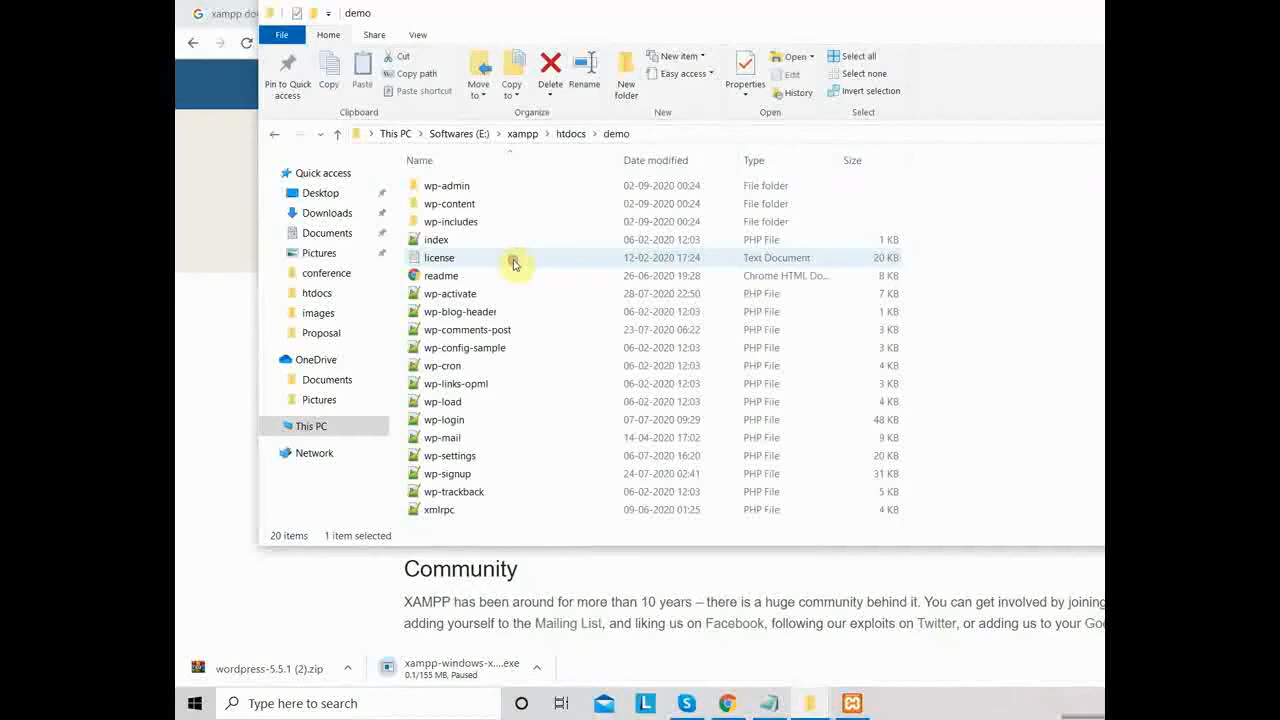 xampp do
demo
File Home Share View
Pin to Quick access
Copy
Paste
Cut
Copy path
Paste shortcut
Clipboard
Move to
Copy to
Delete
Rename
Organize
New folder
New item
Easy access
New
Properties
Open
Edit
History
Open
Select all
Select none
Invert selection
Select
This PC > Softwares (E:) > xampp > htdocs > demo
Name Date modified Type Size
Quick access
Desktop
Downloads
Documents
Pictures
conference
htdocs
images
Proposal
OneDrive
Documents
Pictures
This PC
Network
wp-admin 02-09-2020 00:24 File folder
wp-content 02-09-2020 00:24 File folder
wp-includes 02-09-2020 00:24 File folder
index 06-02-2020 12:03 PHP File 1 KB
license 12-02-2020 17:24 Text Document 20 KB
readme 26-06-2020 19:28 Chrome HTML Do... 8 KB
wp-activate 28-07-2020 22:50 PHP File 7 KB
wp-blog-header 06-02-2020 12:03 PHP File 1 KB
wp-comments-post 23-07-2020 06:22 PHP File 3 KB
wp-config-sample 06-02-2020 12:03 PHP File 3 KB
wp-cron 06-02-2020 12:03 PHP File 4 KB
wp-links-opml 06-02-2020 12:03 PHP File 3 KB
wp-load 06-02-2020 12:03 PHP File 4 KB
wp-login 07-07-2020 09:29 PHP File 48 KB
wp-mail 14-04-2020 17:02 PHP File 9 KB
wp-settings 06-07-2020 16:20 PHP File 20 KB
wp-signup 24-07-2020 02:41 PHP File 31 KB
wp-trackback 06-02-2020 12:03 PHP File 5 KB
xmlrpc 09-06-2020 01:25 PHP File 4 KB
20 items 1 item selected
Community
XAMPP has been around for more than 10 years – there is a huge community behind it. You can get involved by joining
adding yourself to the Mailing List, and liking us on Facebook, following our exploits on Twitter, or adding us to your Go
wordpress-5.5.1 (2).zip
xampp-windows-x....exe
0.1/155 MB, Paused
Type here to search